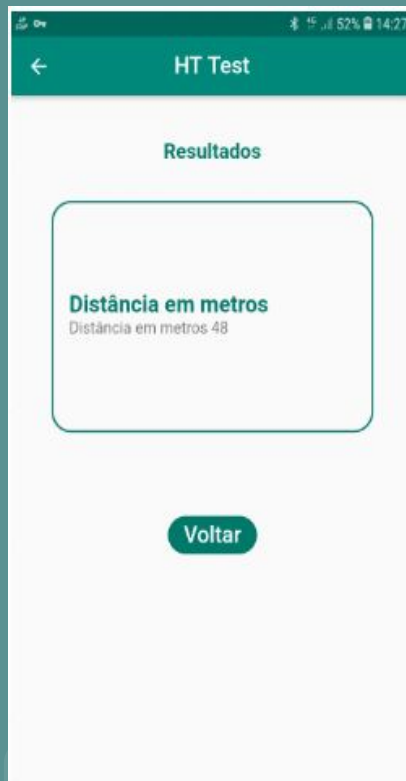 52% 14:27
HT Test
Resultados
Distância em metros
Distância em metros 48
Voltar